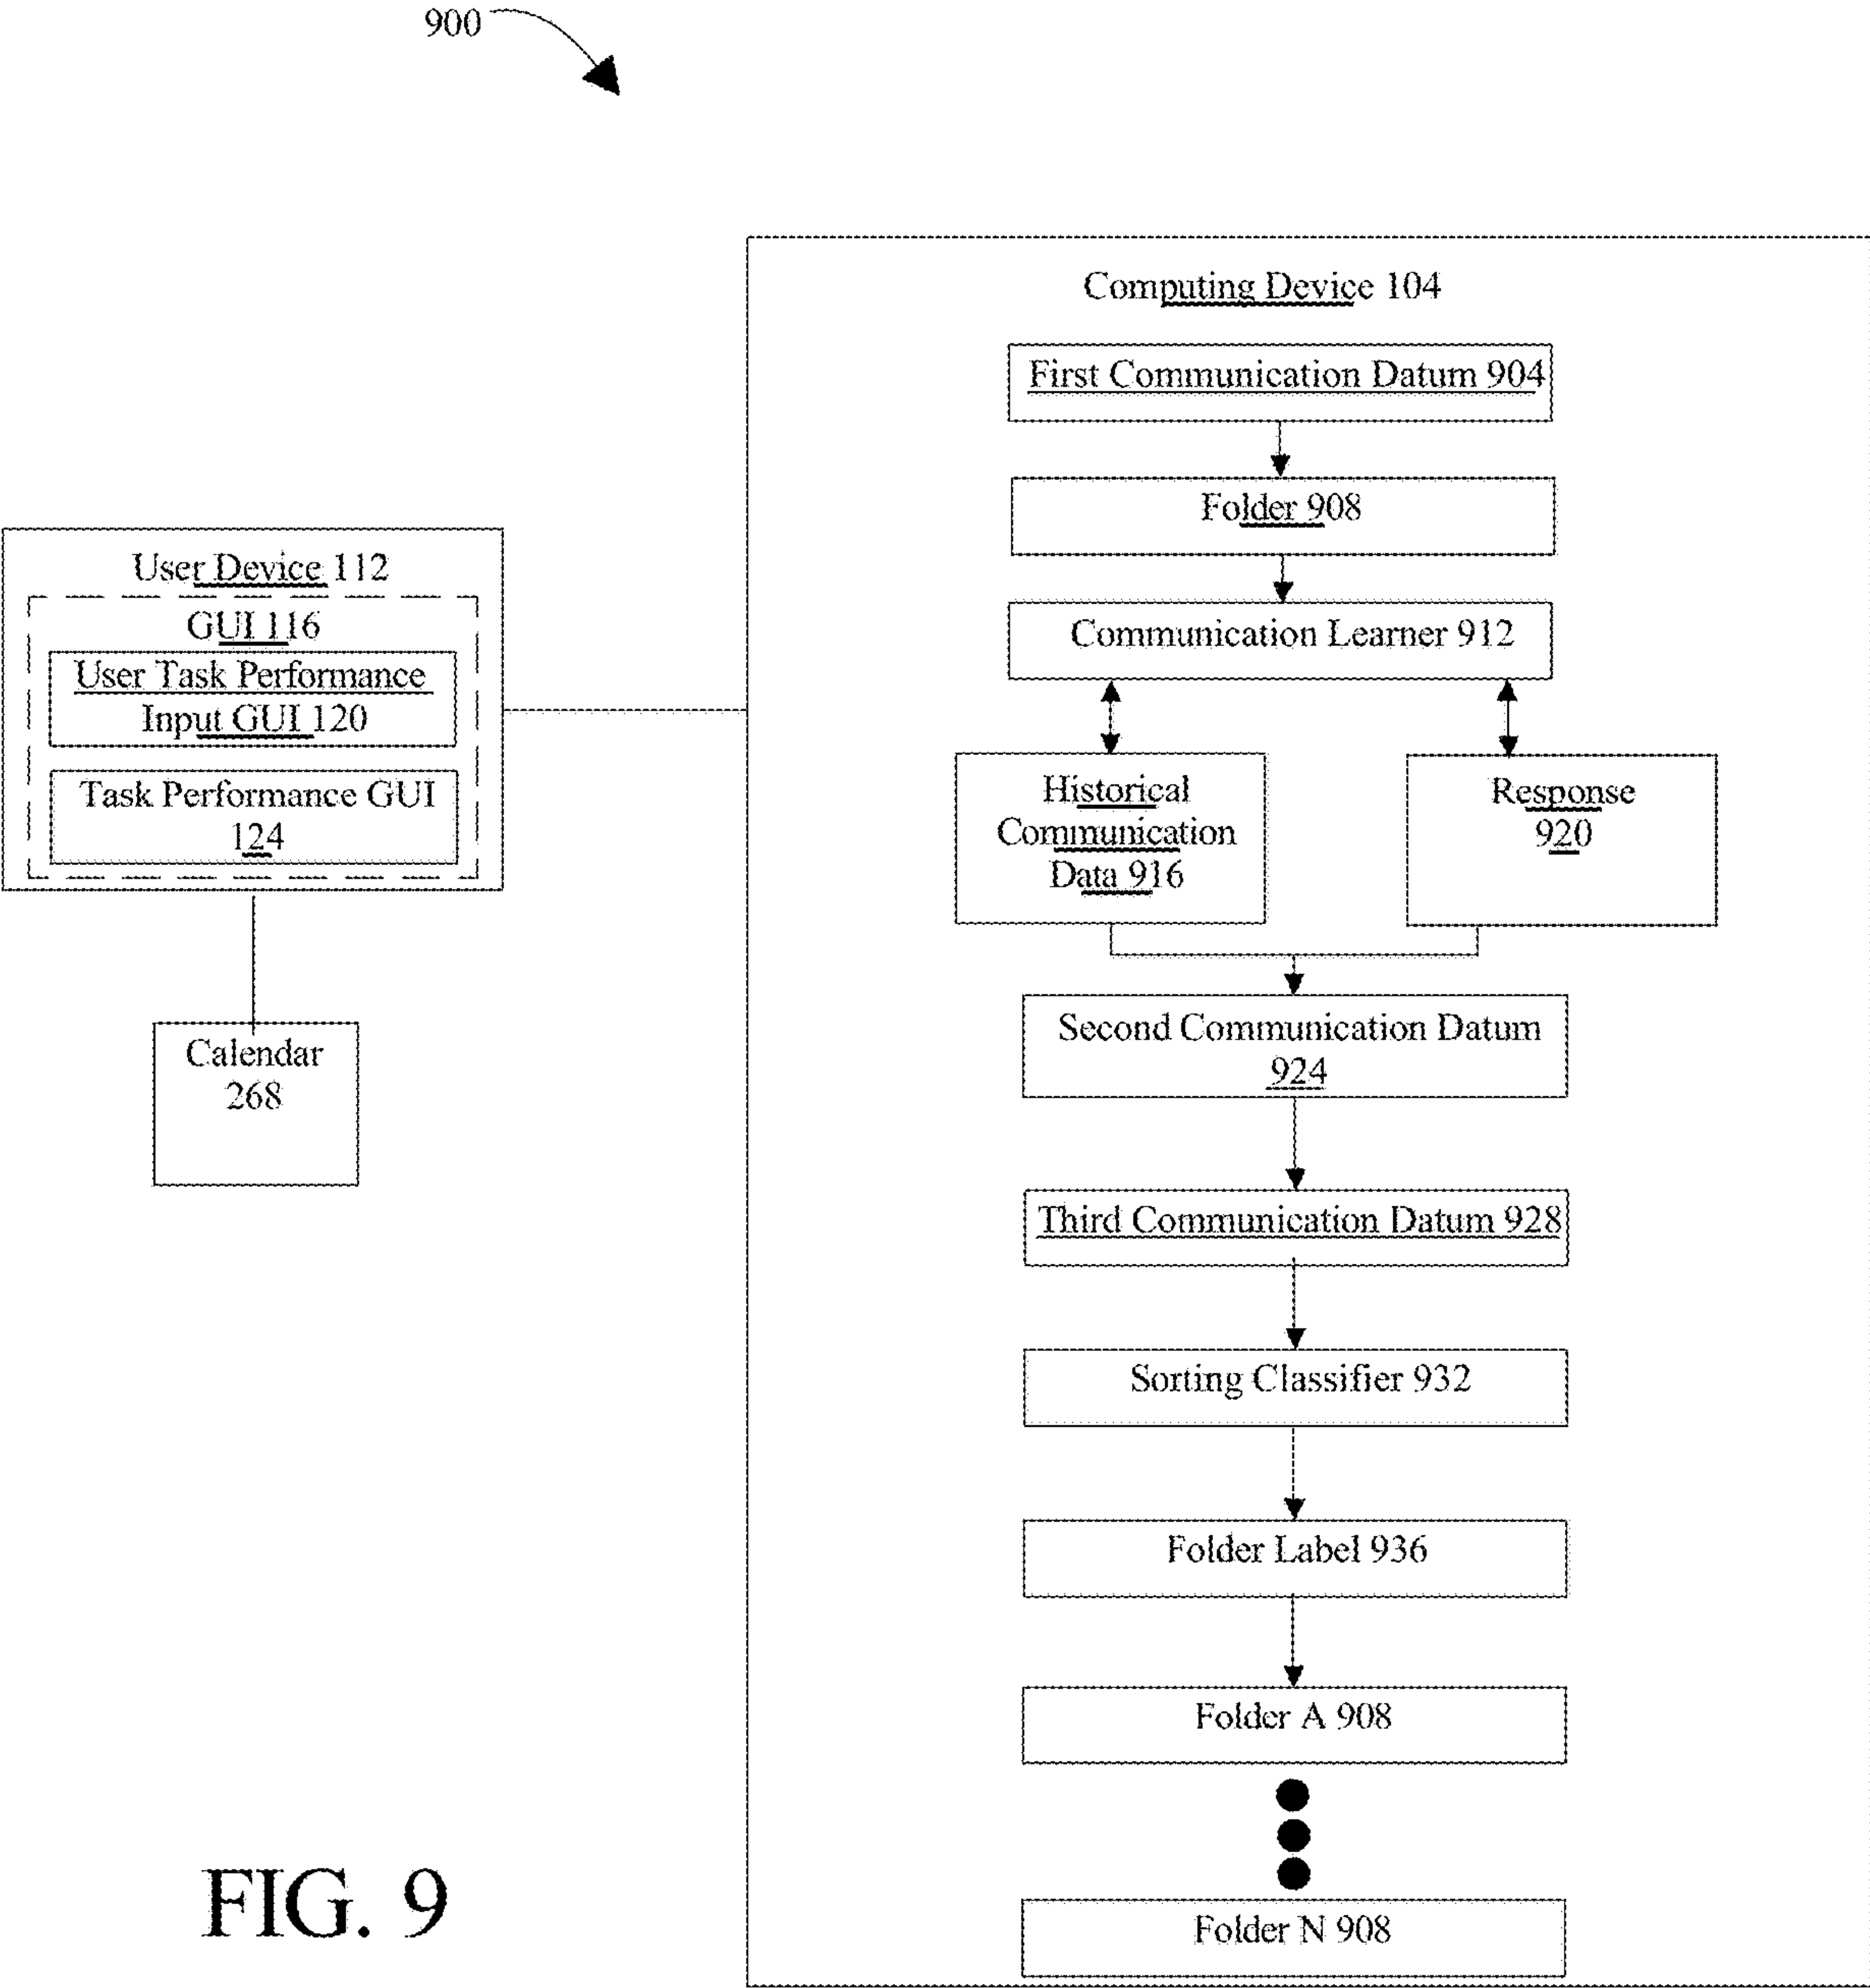 900
Computing Device 104
First Communication Datum 904
Folder 908
Communication Learner 912
Historical
Communication
Data 916
Response
920
Second Communication Datum
924
Third Communication Datum 928
Sorting Classifier 932
Folder Label 936
Folder A 908
Folder N 908
User Device 112
GUI 116
User Task Performance
Input GUI 120
Task Performance GUI
124
Calendar
268
FIG. 9